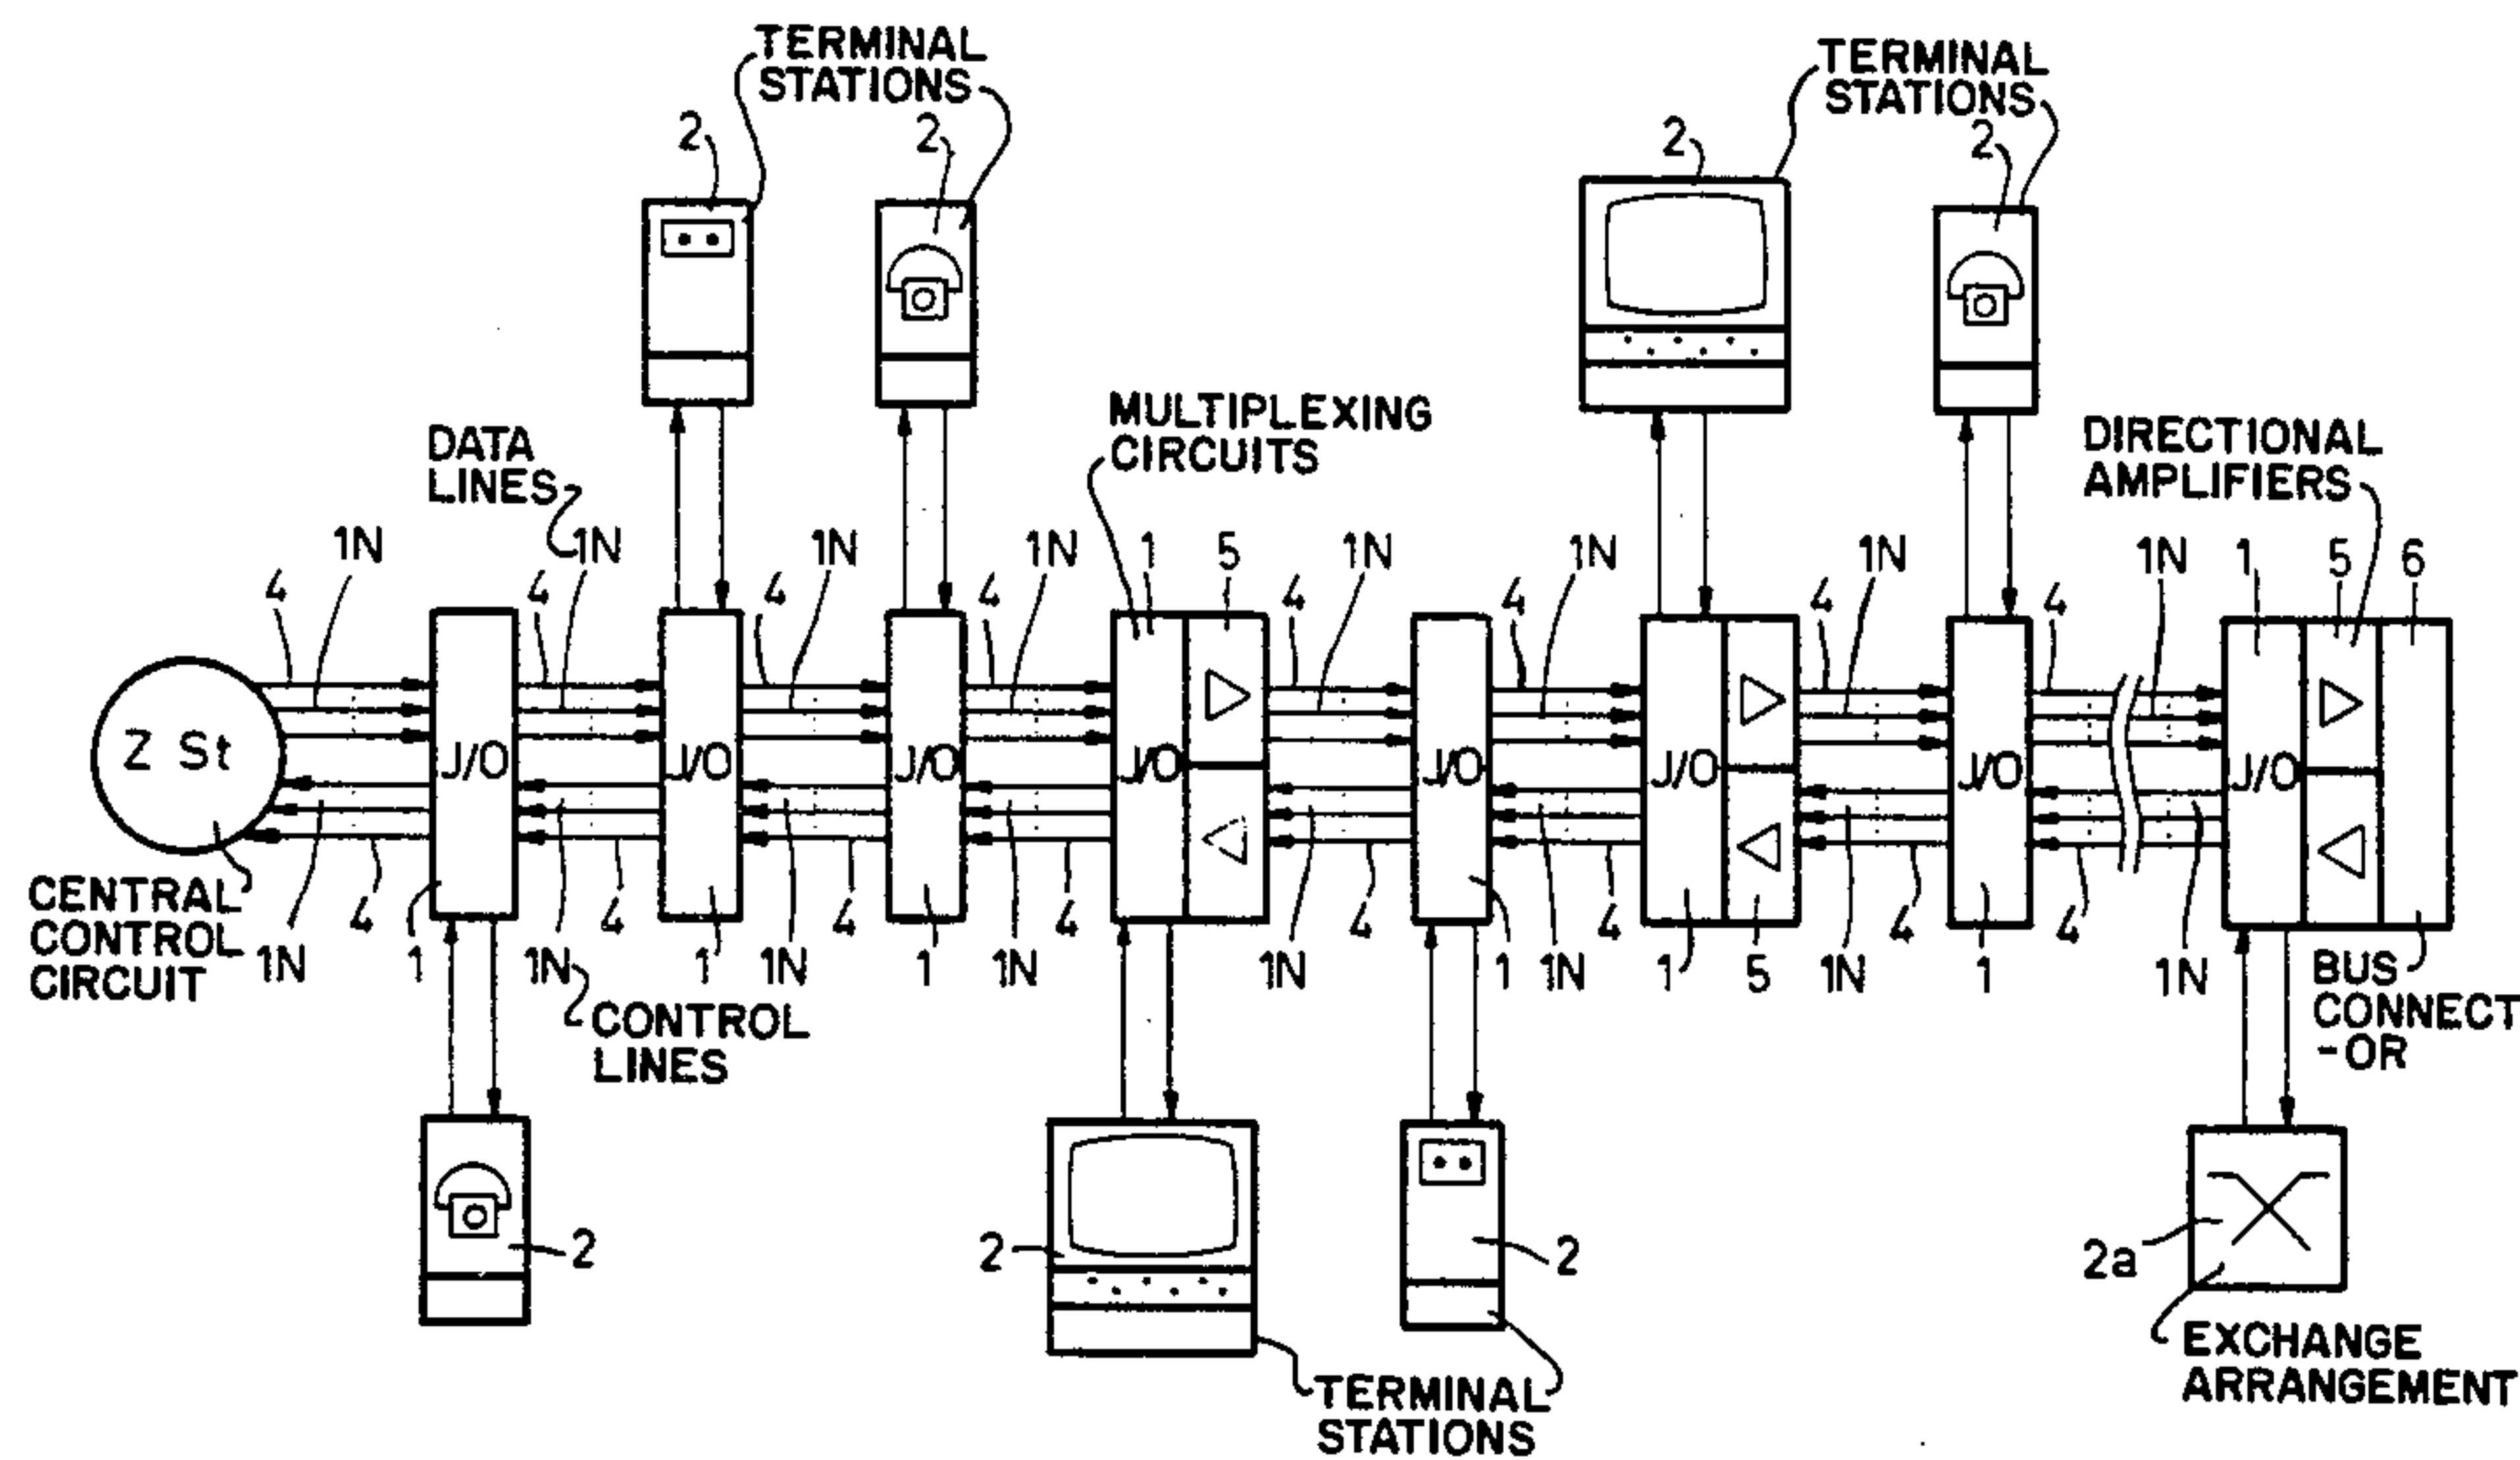 TERMINAL
STATIONS
TERMINAL
STATIONS
2
2
2
2
MULTIPLEXING
CIRCUITS
DATA
LINES
DIRECTIONAL
AMPLIFIERS
1N 1N 1N 1N 1 5 1N 1N 1N 1N 1 5 6
4 4 4 4 4 4 4 4
Z St J/O J/O J/O J/O J/O J/O J/O J/O
CENTRAL
CONTROL
CIRCUIT
4 4 4 4 4 4 4 4
1N 1 1N 1 1N 1 1N 1N 1 1N 1 5 1N 1 1N
CONTROL
LINES
BUS
CONNECT
-OR
2
2
2
2a
EXCHANGE
ARRANGEMENT
TERMINAL
STATIONS